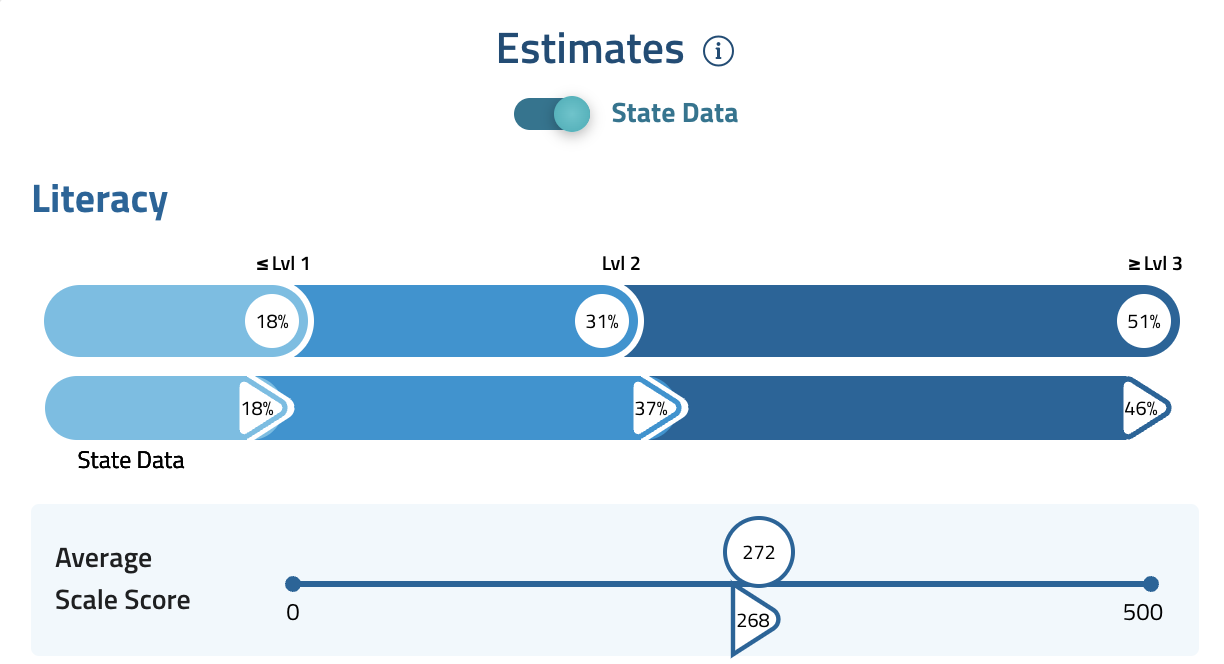 Estimates i
State Data
Literacy
≤ Lvl 1 Lvl 2 ≥ Lvl 3
18% 31% 51%
18% 37% 46%
State Data
Average
Scale Score
272
0 500
268